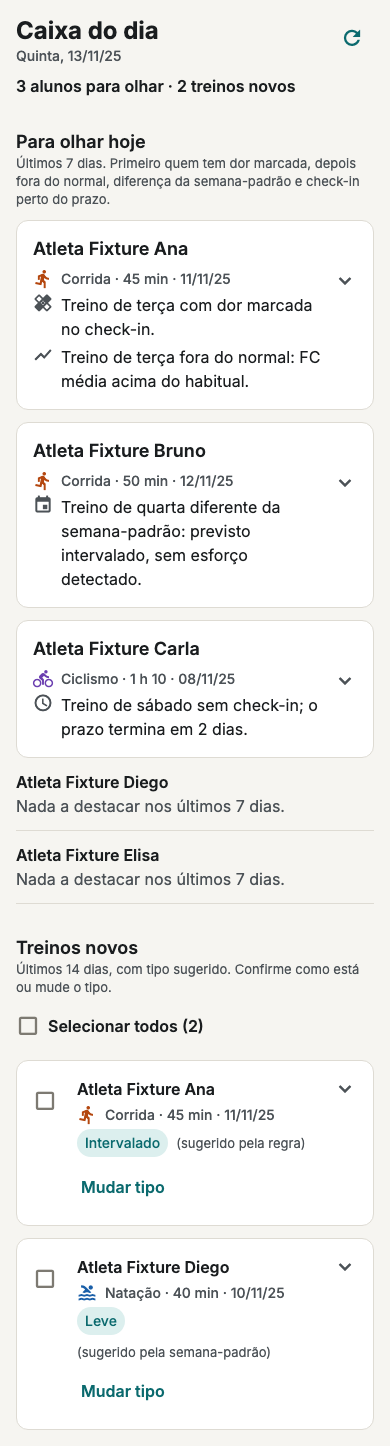 Caixa do dia
Quinta, 13/11/25
3 alunos para olhar · 2 treinos novos
Para olhar hoje
Últimos 7 dias. Primeiro quem tem dor marcada, depois
fora do normal, diferença da semana-padrão e check-in
perto do prazo.
Atleta Fixture Ana
Corrida · 45 min · 11/11/25
Treino de terça com dor marcada
no check-in.
Treino de terça fora do normal: FC
média acima do habitual.
Atleta Fixture Bruno
Corrida · 50 min · 12/11/25
Treino de quarta diferente da
semana-padrão: previsto
intervalado, sem esforço
detectado.
Atleta Fixture Carla
Ciclismo · 1 h 10 · 08/11/25
Treino de sábado sem check-in; o
prazo termina em 2 dias.
Atleta Fixture Diego
Nada a destacar nos últimos 7 dias.
Atleta Fixture Elisa
Nada a destacar nos últimos 7 dias.
Treinos novos
Últimos 14 dias, com tipo sugerido. Confirme como está
ou mude o tipo.
Selecionar todos (2)
Atleta Fixture Ana
Corrida · 45 min · 11/11/25
Intervalado (sugerido pela regra)
Mudar tipo
Atleta Fixture Diego
Natação · 40 min · 10/11/25
Leve
(sugerido pela semana-padrão)
Mudar tipo